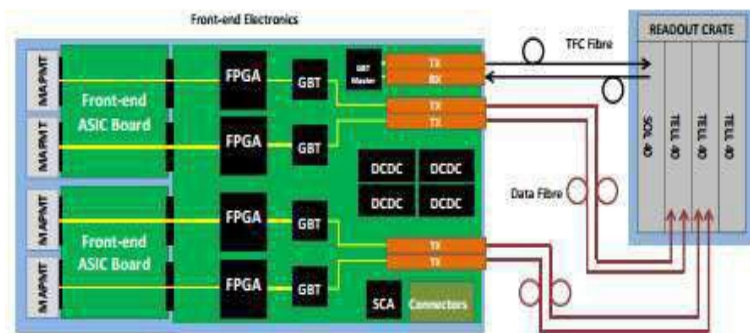 Front-end Electronics
MAPMT
MAPMT
MAPMT
MAPMT
Front-end
ASIC Board
Front-end
ASIC Board
FPGA
FPGA
FPGA
FPGA
GBT
GBT
GBT
GBT
GBT
Master
TX
RX
TX
TX
TX
TX
DCDC
DCDC
DCDC
DCDC
SCA
Connectors
TFC Fibre
Data Fibre
READOUT CRATE
SOL 40
TELL 40
TELL 40
TELL 40